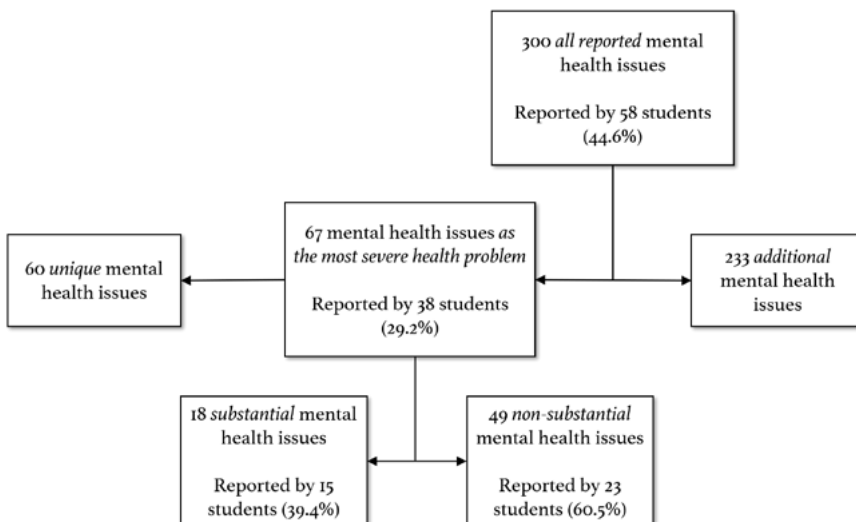 300 all reported mental
health issues
Reported by 58 students
(44.6%)
67 mental health issues as
the most severe health problem
Reported by 38 students
(29.2%)
60 unique mental
health issues
233 additional
mental health
issues
18 substantial mental
health issues
Reported by 15
students (39.4%)
49 non-substantial
mental health issues
Reported by 23
students (60.5%)